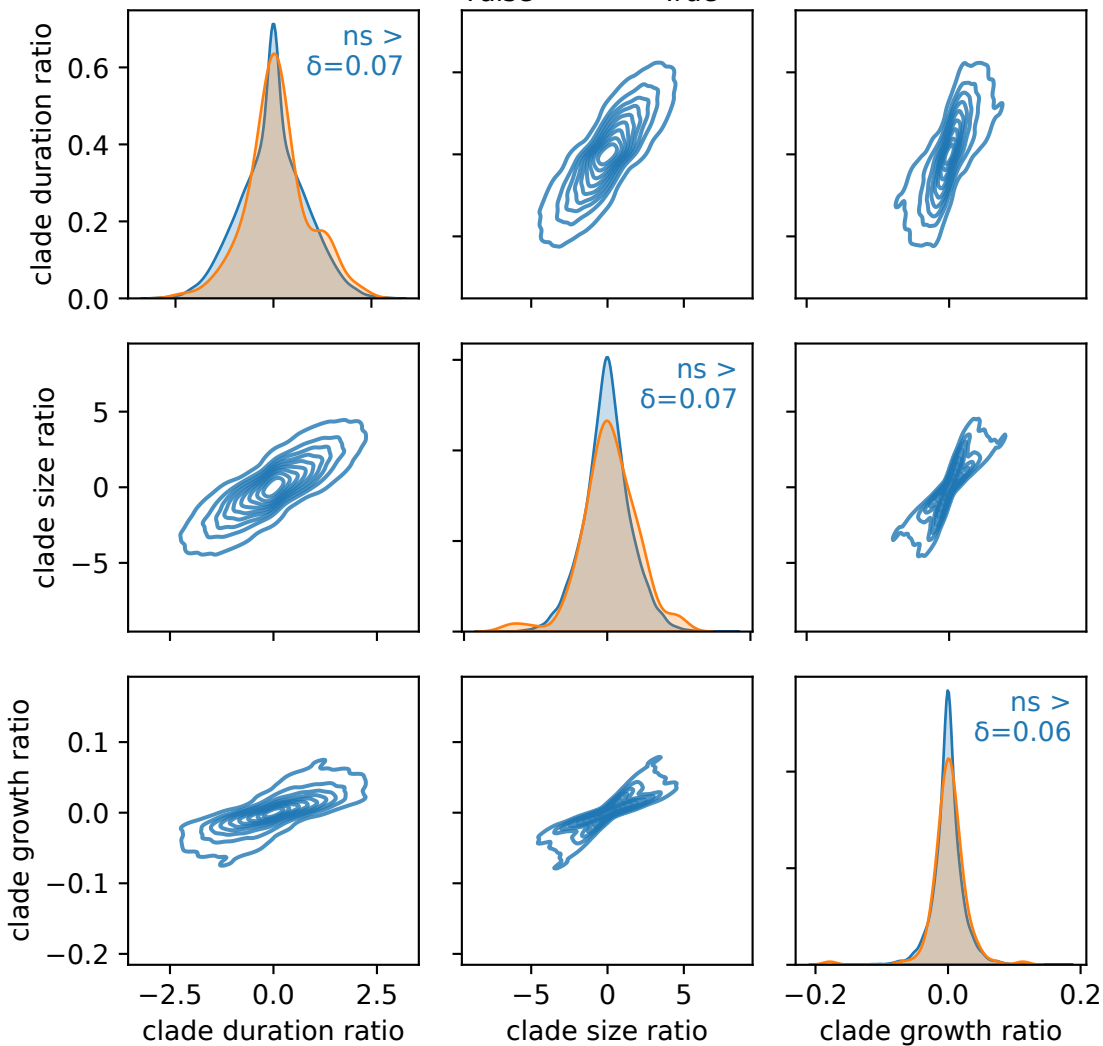 clade duration ratio
0.6
0.4
0.2
0.0
ns >
δ=0.07
clade size ratio
5
0
−5
ns >
δ=0.07
clade growth ratio
0.1
0.0
−0.1
−0.2
ns >
δ=0.06
−2.5 0.0 2.5
−5 0 5
−0.2 0.0 0.2
clade duration ratio
clade size ratio
clade growth ratio